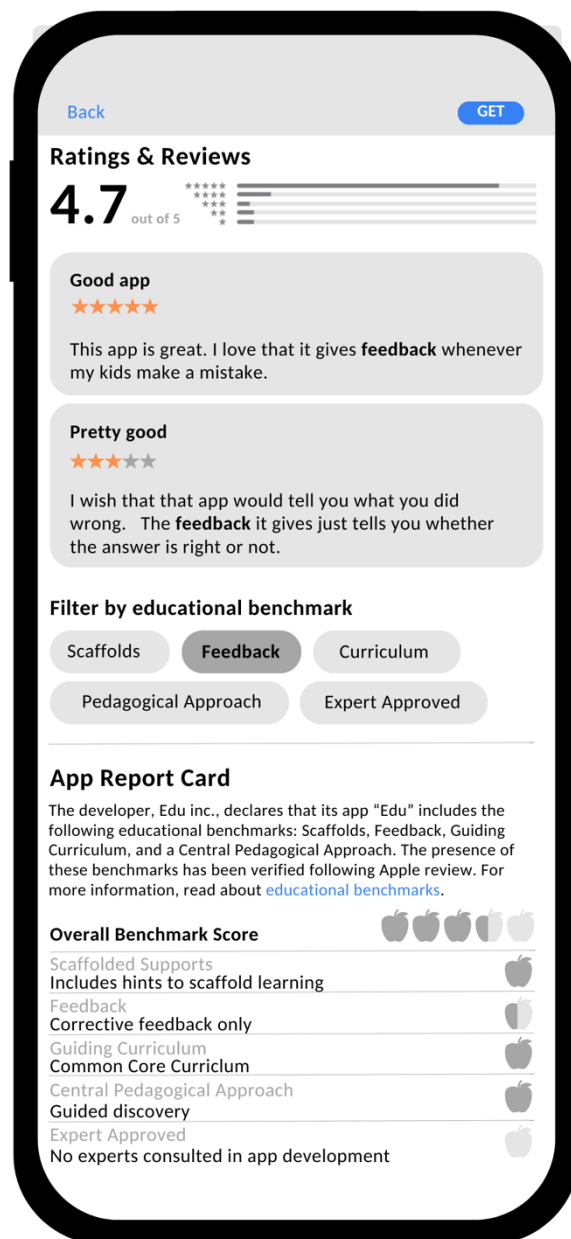 Back
GET
Ratings & Reviews
4.7 out of 5
Good app
This app is great. I love that it gives feedback whenever
my kids make a mistake.
Pretty good
I wish that that app would tell you what you did
wrong.   The feedback it gives just tells you whether
the answer is right or not.
Filter by educational benchmark
Scaffolds
Feedback
Curriculum
Pedagogical Approach
Expert Approved
App Report Card
The developer, Edu inc., declares that its app “Edu” includes the
following educational benchmarks: Scaffolds, Feedback, Guiding
Curriculum, and a Central Pedagogical Approach. The presence of
these benchmarks has been verified following Apple review. For
more information, read about educational benchmarks.
Overall Benchmark Score
Scaffolded Supports
Includes hints to scaffold learning
Feedback
Corrective feedback only
Guiding Curriculum
Common Core Curriclum
Central Pedagogical Approach
Guided discovery
Expert Approved
No experts consulted in app development